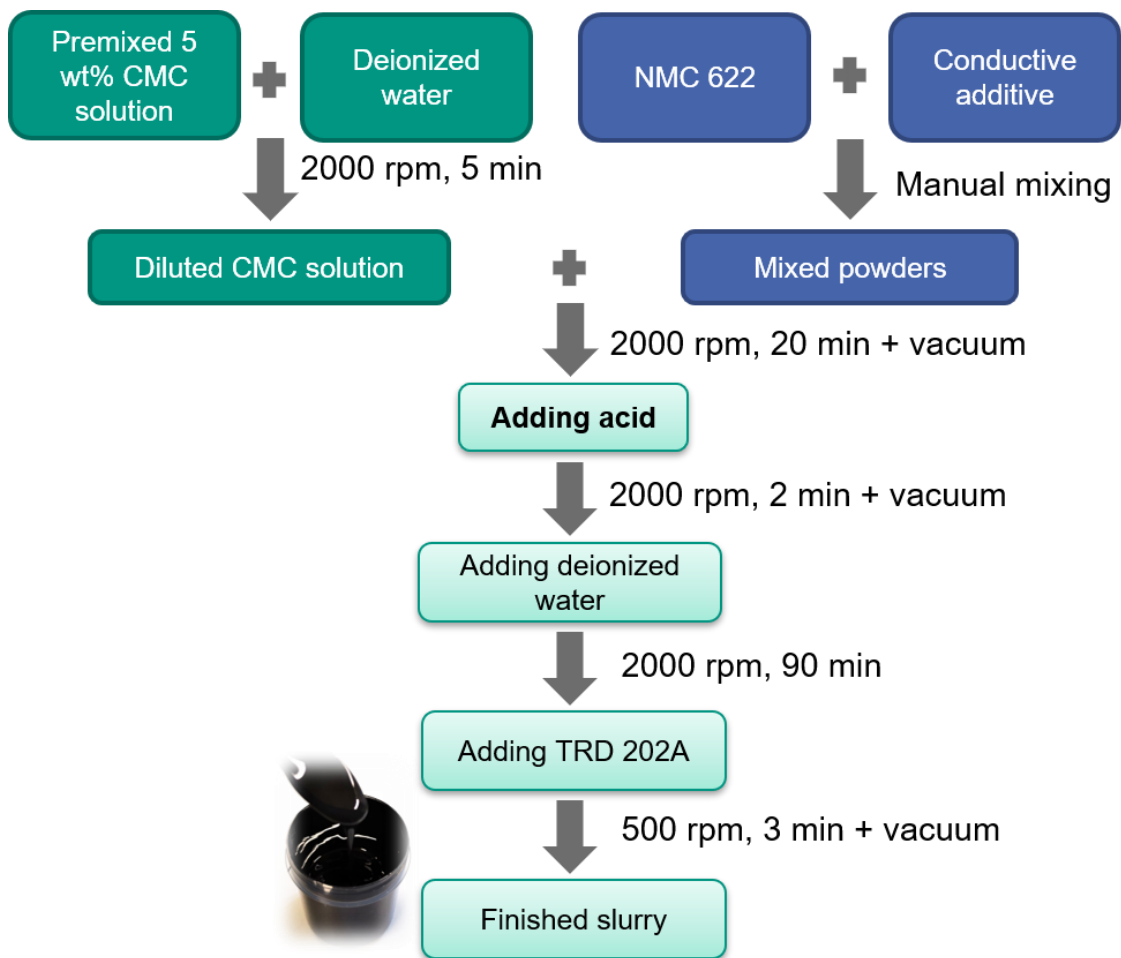 Premixed 5
wt% CMC
solution
Deionized
water
NMC 622
Conductive
additive
2000 rpm, 5 min
Manual mixing
Diluted CMC solution
Mixed powders
2000 rpm, 20 min + vacuum
Adding acid
2000 rpm, 2 min + vacuum
Adding deionized
water
2000 rpm, 90 min
Adding TRD 202A
500 rpm, 3 min + vacuum
Finished slurry